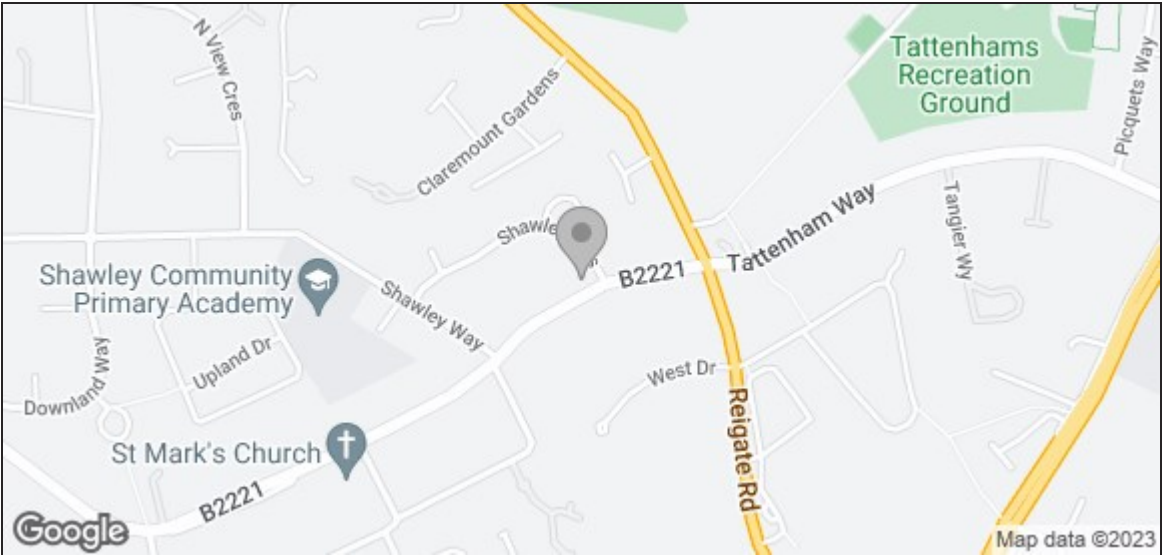 N View Cres
Claremount Gardens
Tattenhams
Recreation
Ground
Picquets Way
Tattenham Way
Tangier Wy
B2221
Shawley Community
Primary Academy
Shawley Way
Upland Dr
Downland Way
West Dr
Reigate Rd
St Mark's Church
B2221
Google
Map data ©2023